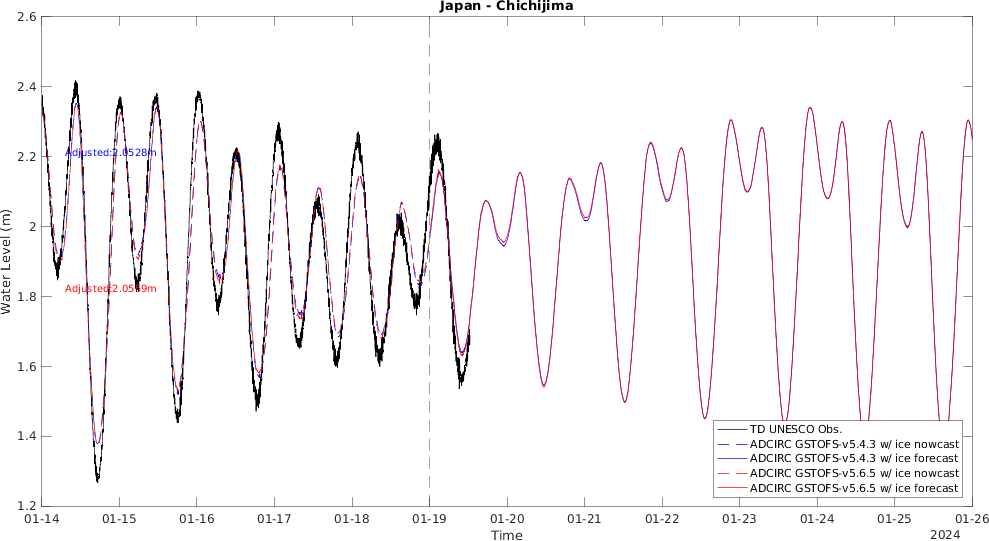 Japan - Chichijima
2.6
2.4
2.2
2
1.8
1.6
1.4
1.2
Water Level (m)
Adjusted:2.0528m
TD UNESCO Obs.
ADCIRC GSTOFS-v5.4.3 w/ ice nowcast
ADCIRC GSTOFS-v5.4.3 w/ ice forecast
ADCIRC GSTOFS-v5.6.5 w/ ice nowcast
ADCIRC GSTOFS-v5.6.5 w/ ice forecast
01-14 01-15 01-16 01-17 01-18 01-19 01-20 01-21 01-22 01-23 01-24 01-25 01-26
Time
2024